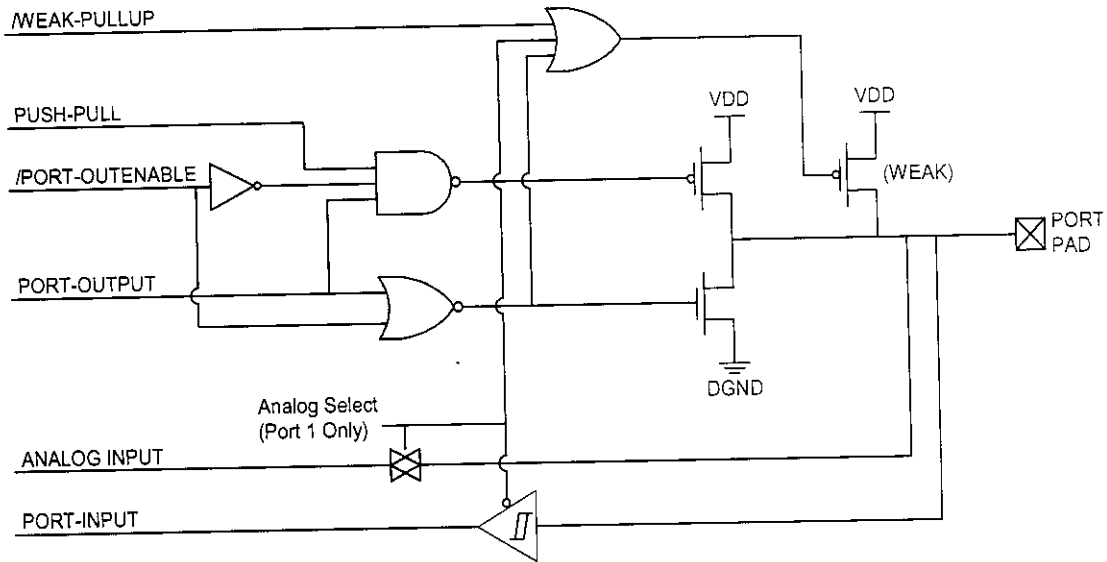 /WEAK-PULLUP
PUSH-PULL
/PORT-OUTENABLE
PORT-OUTPUT
VDD
VDD
(WEAK)
PORT
PAD
DGND
Analog Select
(Port 1 Only)
ANALOG INPUT
PORT-INPUT